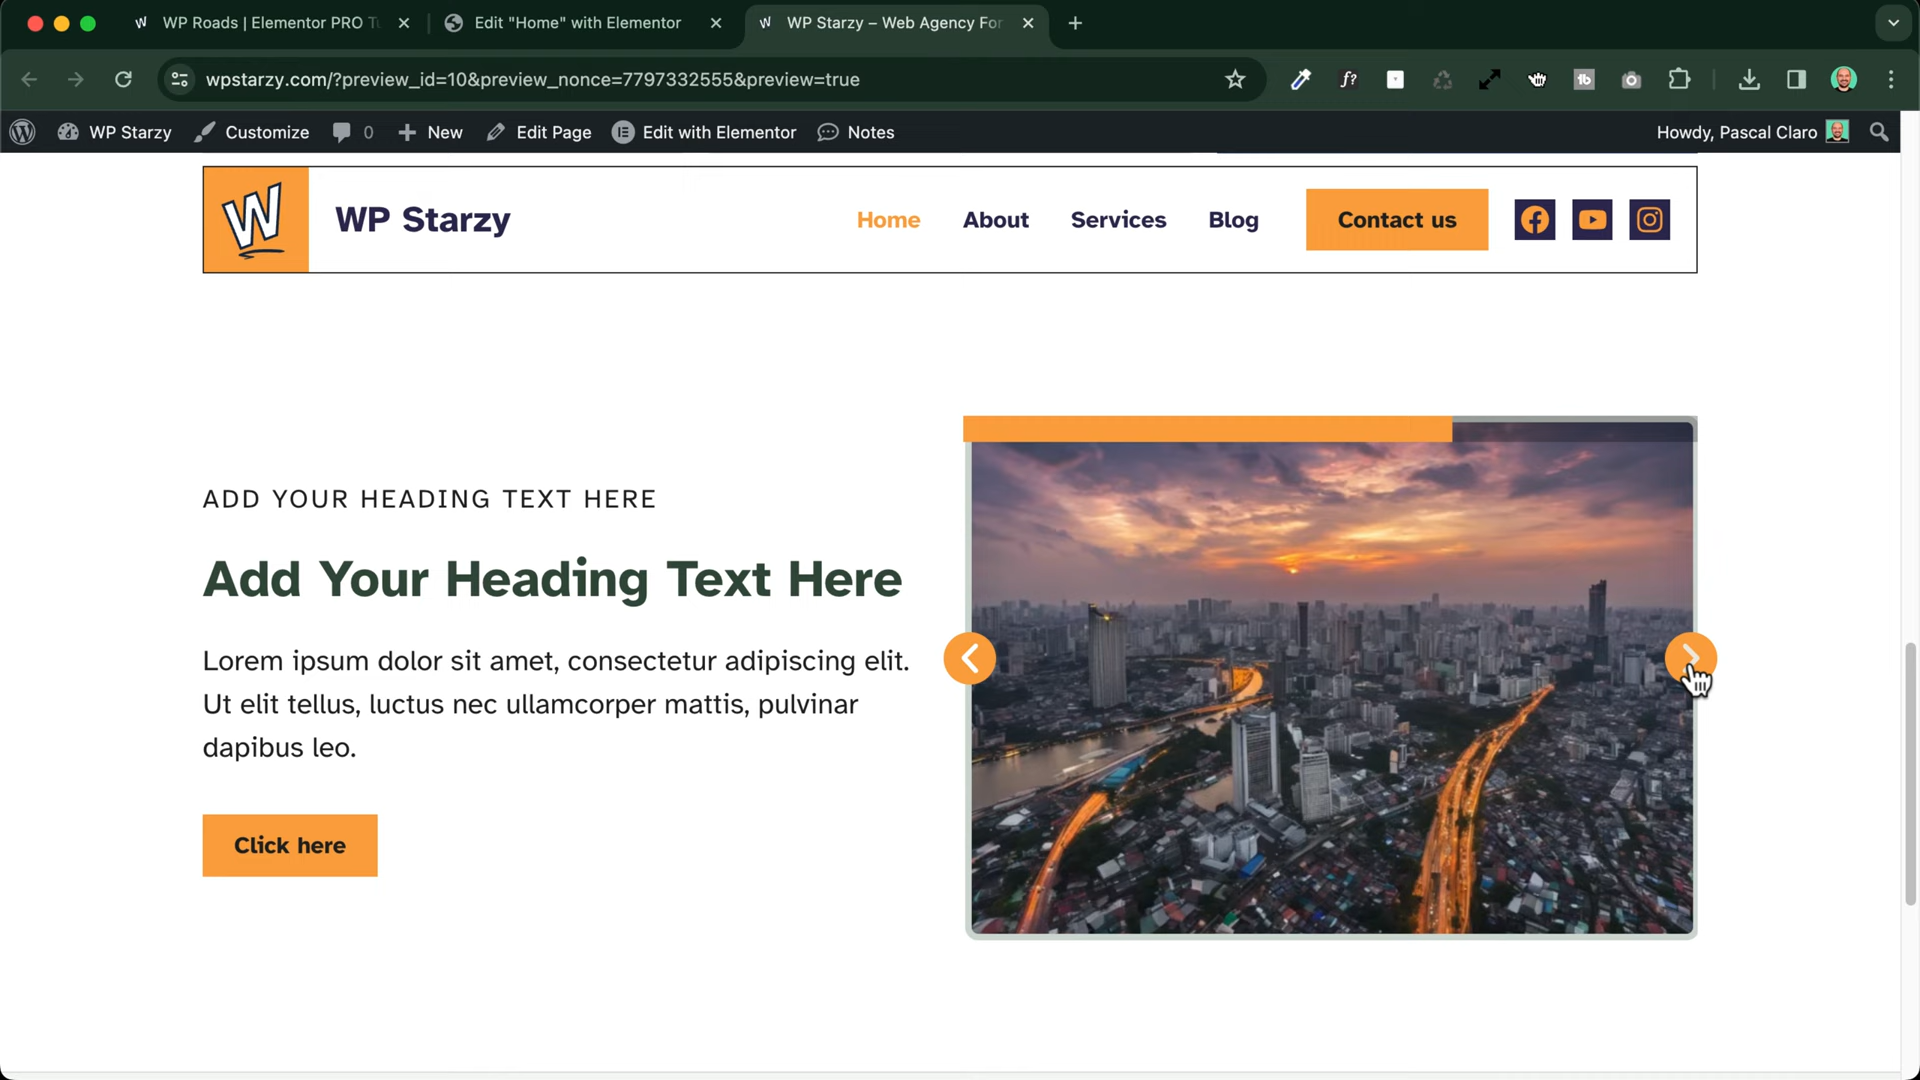 WP Roads | Elementor PRO T
Edit "Home" with Elementor
WP Starzy – Web Agency For
wpstarzy.com/?preview_id=10&preview_nonce=7797332555&preview=true
f?
tb
WP Starzy
Customize
0
New
Edit Page
Edit with Elementor
Notes
Howdy, Pascal Claro
W
WP Starzy
Home
About
Services
Blog
Contact us
ADD YOUR HEADING TEXT HERE
Add Your Heading Text Here
Lorem ipsum dolor sit amet, consectetur adipiscing elit.
Ut elit tellus, luctus nec ullamcorper mattis, pulvinar
dapibus leo.
Click here